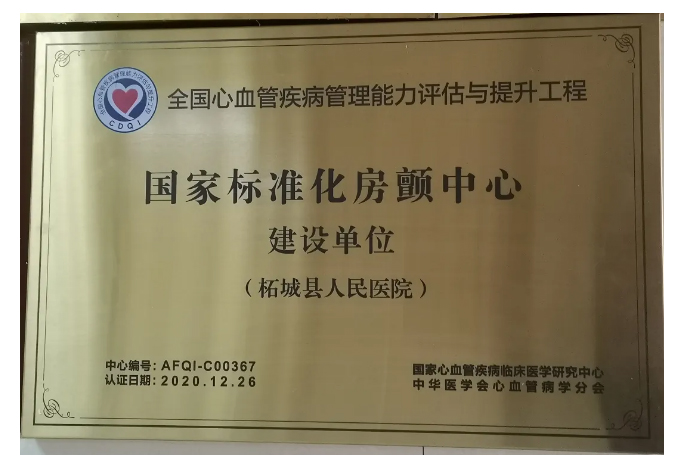 全国心血管疾病管理能力评估与提升工程
CDQI
国家标准化房颤中心
建设单位
（柘城县人民医院）
中心编号：AFQI-C00367
认证日期：2020.12.26
国家心血管疾病临床医学研究中心
中华医学会心血管病学分会